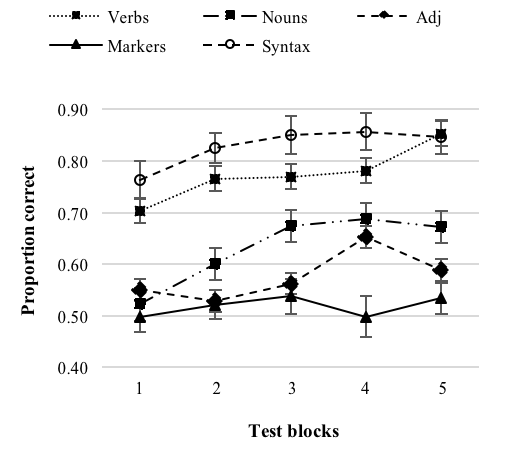 Verbs Nouns Adj
Markers Syntax
0.90
0.80
0.70
0.60
0.50
0.40
Proportion correct
1 2 3 4 5
Test blocks